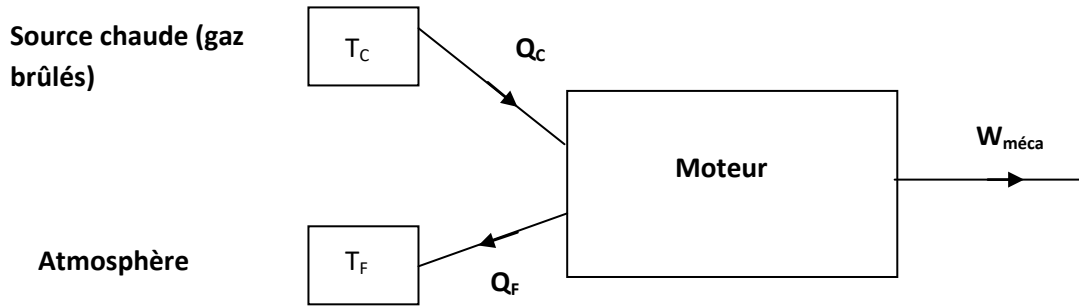 Source chaude (gaz
brûlés)
T_C
Q_C
Moteur
W_méca
Atmosphère
T_F
Q_F